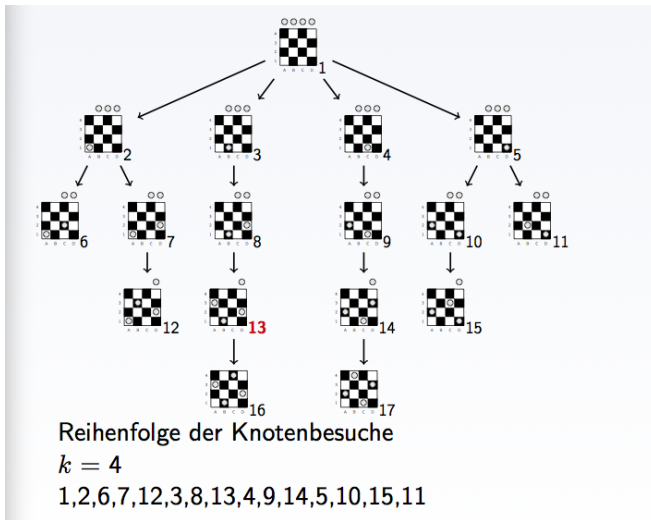 1
2 3 4 5
6 7 8 9 10 11
12 13 14 15
16 17
Reihenfolge der Knotenbesuche
k = 4
1,2,6,7,12,3,8,13,4,9,14,5,10,15,11